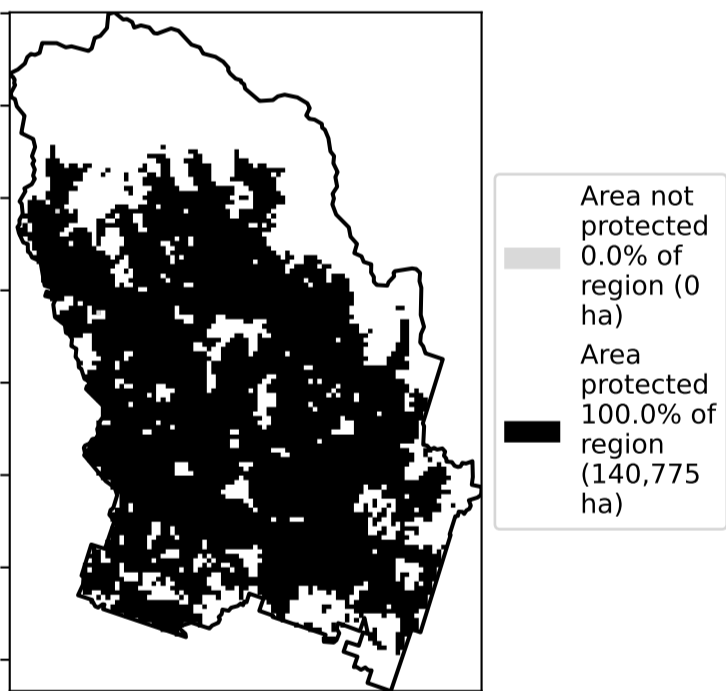 Area not
protected
0.0% of
region (0
ha)
Area
protected
100.0% of
region
(140,775
ha)